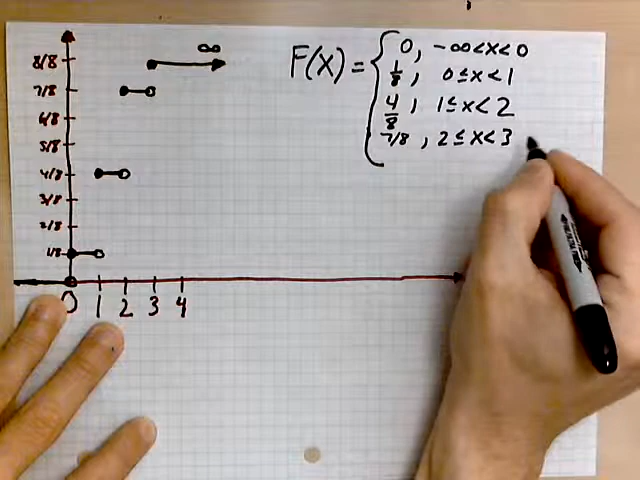 8/8
7/8
6/8
5/8
4/8
3/8
2/8
1/8
0 1 2 3 4
∞
F(X) = {
0, -∞<x<0
1/8, 0≤x<1
4/8, 1≤x<2
7/8, 2≤x<3